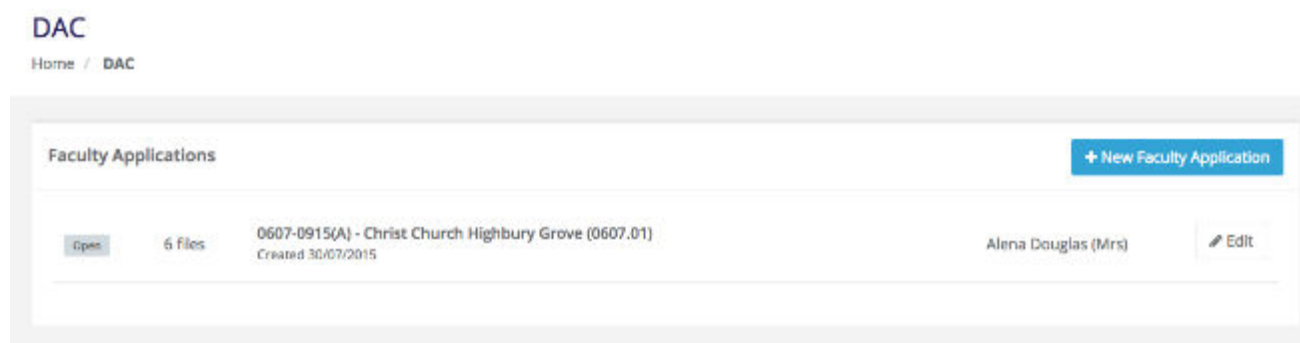 DAC
Home / DAC
Faculty Applications
+ New Faculty Application
Open
6 files
0607-0915(A) - Christ Church Highbury Grove (0607.01)
Created 30/07/2015
Alena Douglas (Mrs)
Edit